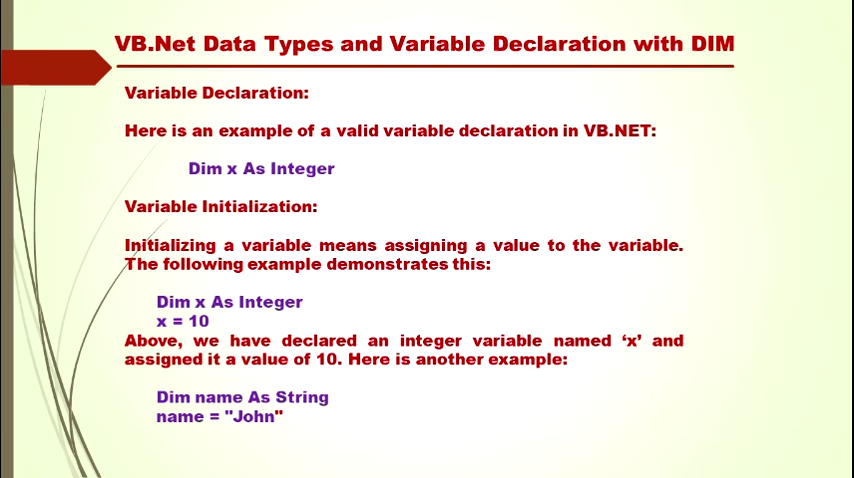 VB.Net Data Types and Variable Declaration with DIM
Variable Declaration:
Here is an example of a valid variable declaration in VB.NET:
Dim x As Integer
Variable Initialization:
Initializing a variable means assigning a value to the variable.
The following example demonstrates this:
Dim x As Integer
x = 10
Above, we have declared an integer variable named ‘x’ and
assigned it a value of 10. Here is another example:
Dim name As String
name = "John"